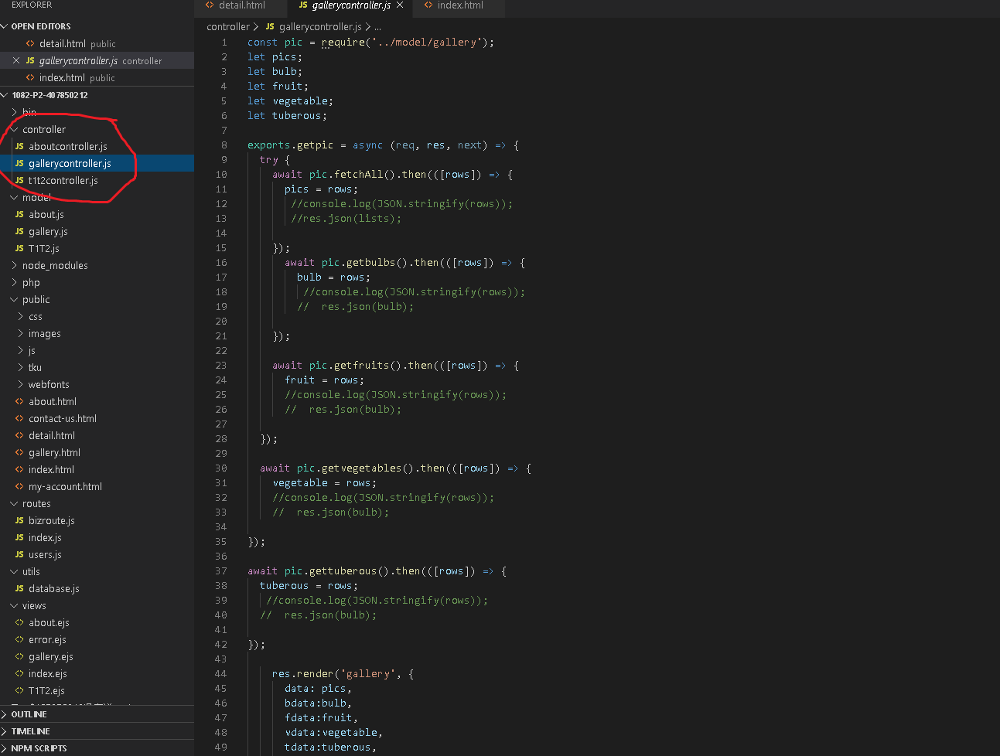 EXPLORER
OPEN EDITORS
detail.html public
gallerycontroller.js controller
index.html public
1082-P2-407850212
bin
controller
JS aboutcontroller.js
JS gallerycontroller.js
JS t1t2controller.js
model
JS about.js
JS gallery.js
JS T1T2.js
node_modules
php
public
css
images
js
tku
webfonts
about.html
contact-us.html
detail.html
gallery.html
index.html
my-account.html
routes
JS bizroute.js
JS index.js
JS users.js
utils
JS database.js
views
about.ejs
error.ejs
gallery.ejs
index.ejs
T1T2.ejs
OUTLINE
TIMELINE
NPM SCRIPTS
detail.html JS gallerycontroller.js index.html
controller > JS gallerycontroller.js > ...
1 const pic = require('../model/gallery');
2 let pics;
3 let bulb;
4 let fruit;
5 let vegetable;
6 let tuberous;
7
8 exports.getpic = async (req, res, next) => {
9 try {
10 await pic.fetchAll().then(([rows]) => {
11 pics = rows;
12 //console.log(JSON.stringify(rows));
13 //res.json(lists);
14
15 });
16 await pic.getbulbs().then(([rows]) => {
17 bulb = rows;
18 //console.log(JSON.stringify(rows));
19 // res.json(bulb);
20
21 });
22
23 await pic.getfruits().then(([rows]) => {
24 fruit = rows;
25 //console.log(JSON.stringify(rows));
26 // res.json(bulb);
27
28 });
29
30 await pic.getvegetables().then(([rows]) => {
31 vegetable = rows;
32 //console.log(JSON.stringify(rows));
33 // res.json(bulb);
34
35 });
36
37 await pic.gettuberous().then(([rows]) => {
38 tuberous = rows;
39 //console.log(JSON.stringify(rows));
40 // res.json(bulb);
41
42 });
43
44 res.render('gallery', {
45 data: pics,
46 bdata:bulb,
47 fdata:fruit,
48 vdata:vegetable,
49 tdata:tuberous,